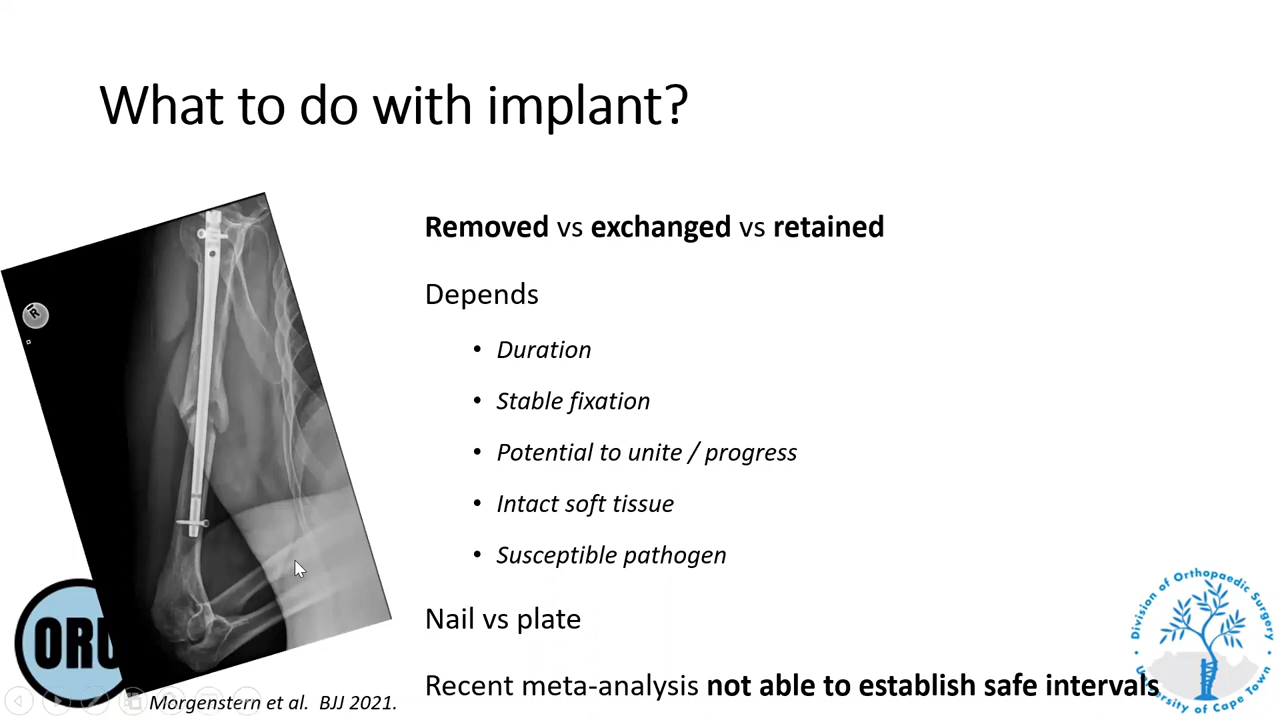 What to do with implant?
Removed vs exchanged vs retained
Depends
• Duration
• Stable fixation
• Potential to unite / progress
• Intact soft tissue
• Susceptible pathogen
Nail vs plate
Recent meta-analysis not able to establish safe intervals
Morgenstern et al. BJJ 2021.
R
ORU
Division of Orthopaedic Surgery
University of Cape Town